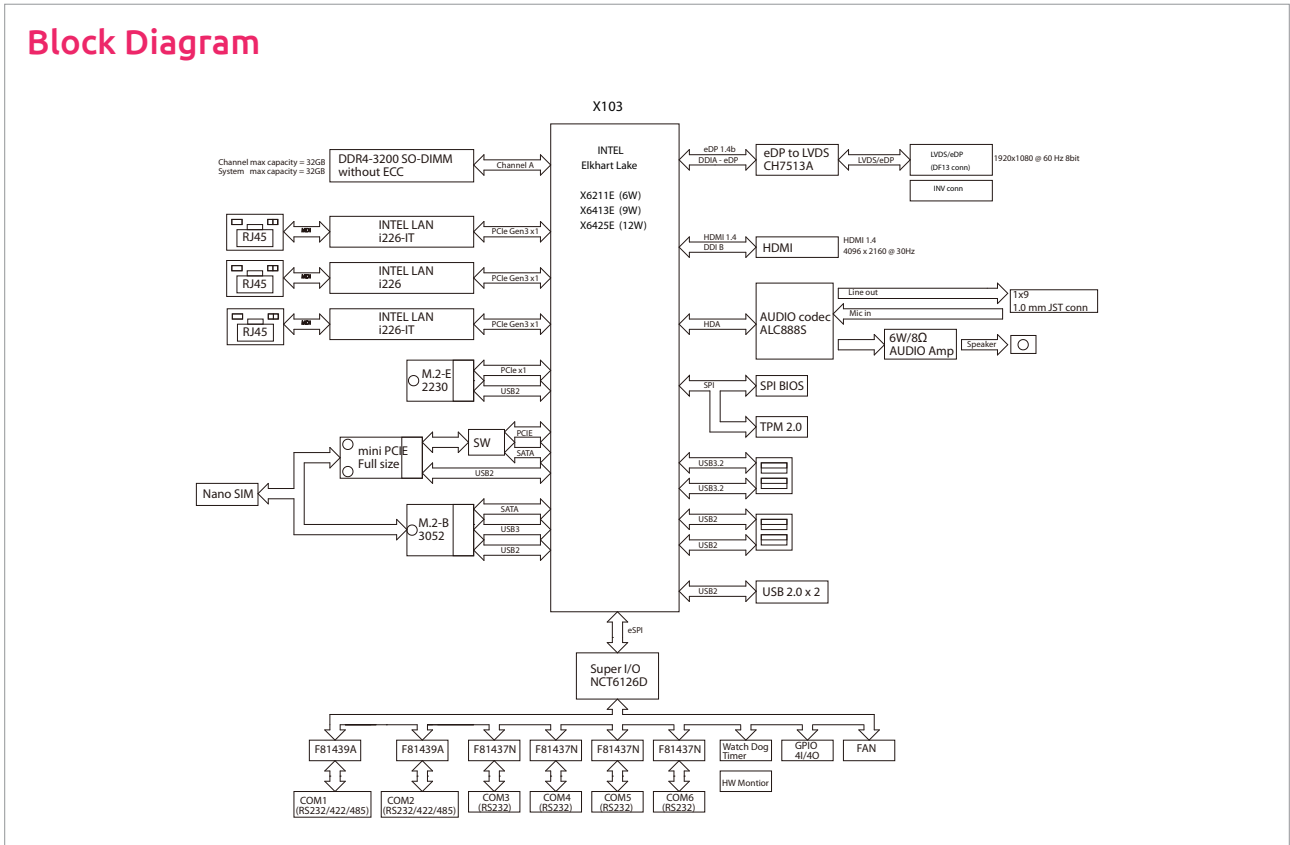 Block Diagram
X103
INTEL
Elkhart Lake
X6211E (6W)
X6413E (9W)
X6425E (12W)
Channel max capacity = 32GB
System max capacity = 32GB
DDR4-3200 SO-DIMM
without ECC
Channel A
RJ45
MDI
INTEL LAN
i226-IT
PCIe Gen3 x1
RJ45
MDI
INTEL LAN
i226
PCIe Gen3 x1
RJ45
MDI
INTEL LAN
i226-IT
PCIe Gen3 x1
M.2-E
2230
PCIe x1
USB2
mini PCIE
Full size
SW
PCIE
SATA
USB2
Nano SIM
M.2-B
3052
SATA
USB3
USB2
eDP 1.4b
DDIA - eDP
eDP to LVDS
CH7513A
LVDS/eDP
LVDS/eDP
(DF13 conn)
1920x1080 @ 60 Hz 8bit
INV conn
HDMI 1.4
DDI B
HDMI
HDMI 1.4
4096 x 2160 @ 30Hz
HDA
AUDIO codec
ALC888S
Line out
Mic in
1x9
1.0 mm JST conn
6W/8Ω
AUDIO Amp
Speaker
SPI
SPI BIOS
TPM 2.0
USB3.2
USB3.2
USB2
USB2
USB2
USB 2.0 x 2
eSPI
Super I/O
NCT6126D
F81439A
F81439A
F81437N
F81437N
F81437N
F81437N
Watch Dog
Timer
GPIO
4I/4O
FAN
HW Montior
COM1
(RS232/422/485)
COM2
(RS232/422/485)
COM3
(RS232)
COM4
(RS232)
COM5
(RS232)
COM6
(RS232)